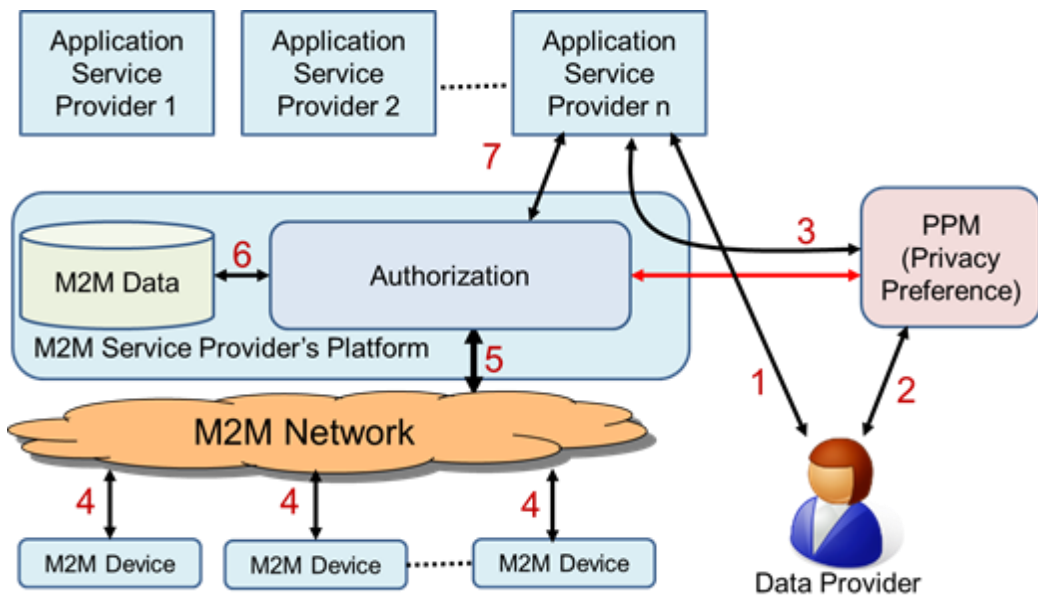 Application
Service
Provider 1
Application
Service
Provider 2
Application
Service
Provider n
7
3
PPM
(Privacy
Preference)
M2M Data
6
Authorization
M2M Service Provider's Platform
5
1
2
M2M Network
4
4
4
M2M Device
M2M Device
M2M Device
Data Provider